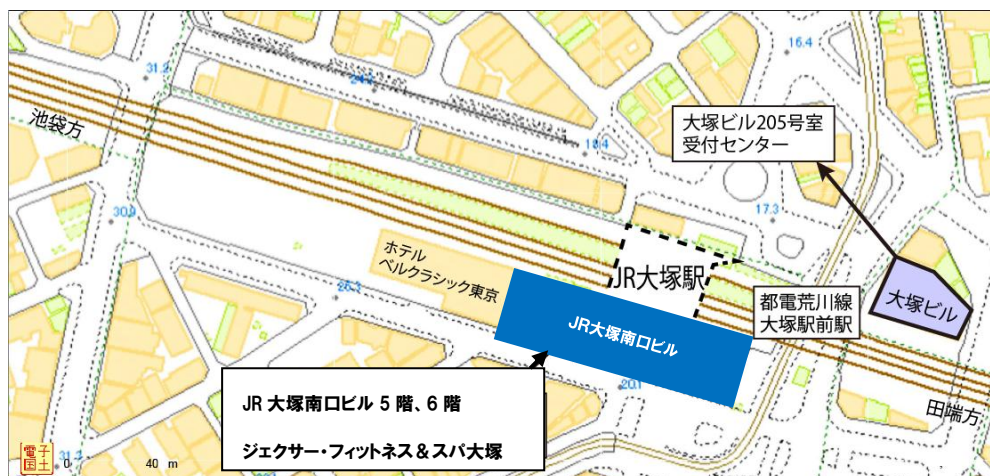 16.4
31.2
大塚ビル205号室
受付センター
池袋方
17.3
30.9
ホテル
ベルクラシック東京
JR大塚駅
都電荒川線
大塚駅前駅
大塚ビル
JR大塚南口ビル
20.1
JR 大塚南口ビル 5 階、6 階
ジェクサー・フィットネス＆スパ大塚
田端方
電子
国土
0 40 m